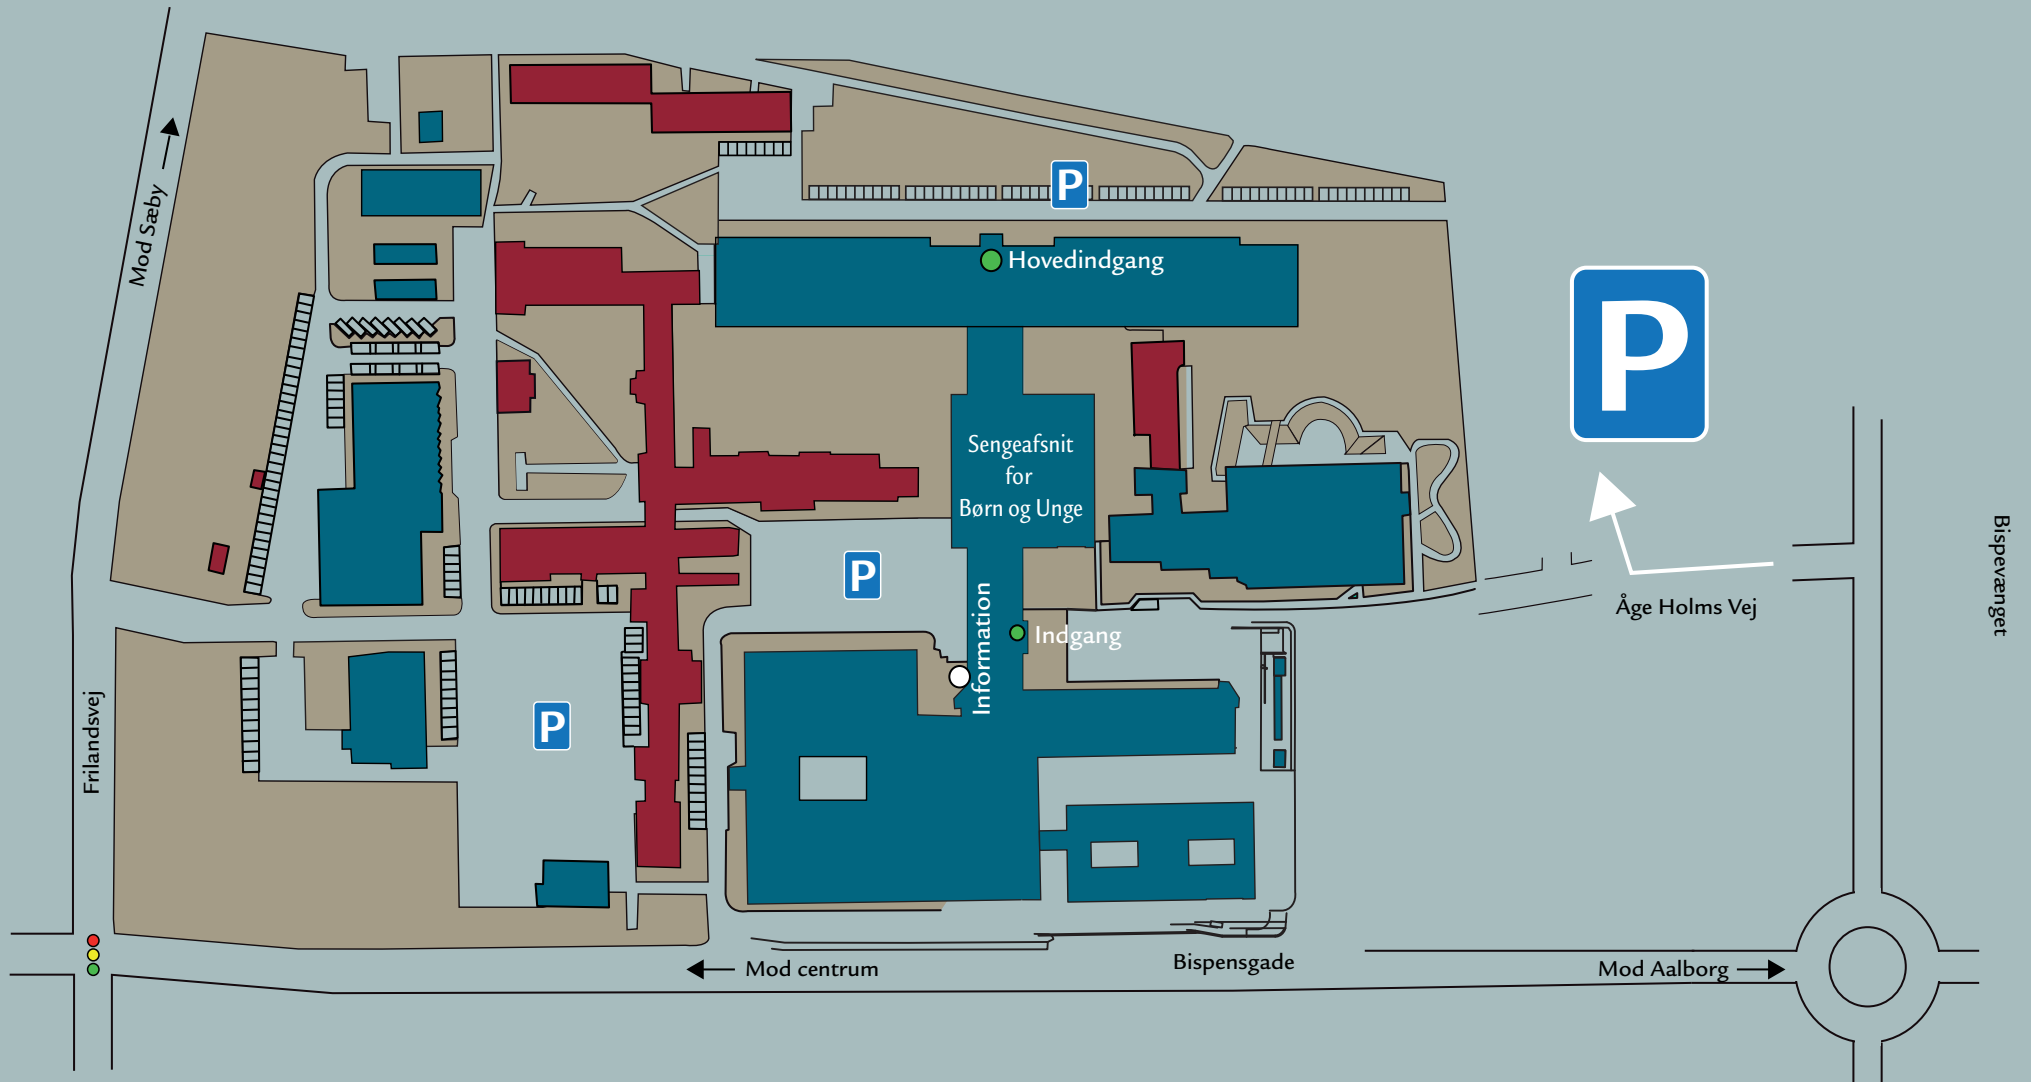 Mod Sæby
P
Hovedindgang
P
Sengeafsnit
for
Børn og Unge
P
Information
Indgang
P
Åge Holms Vej
Bispevænget
Frilandsvej
Mod centrum
Bispensgade
Mod Aalborg